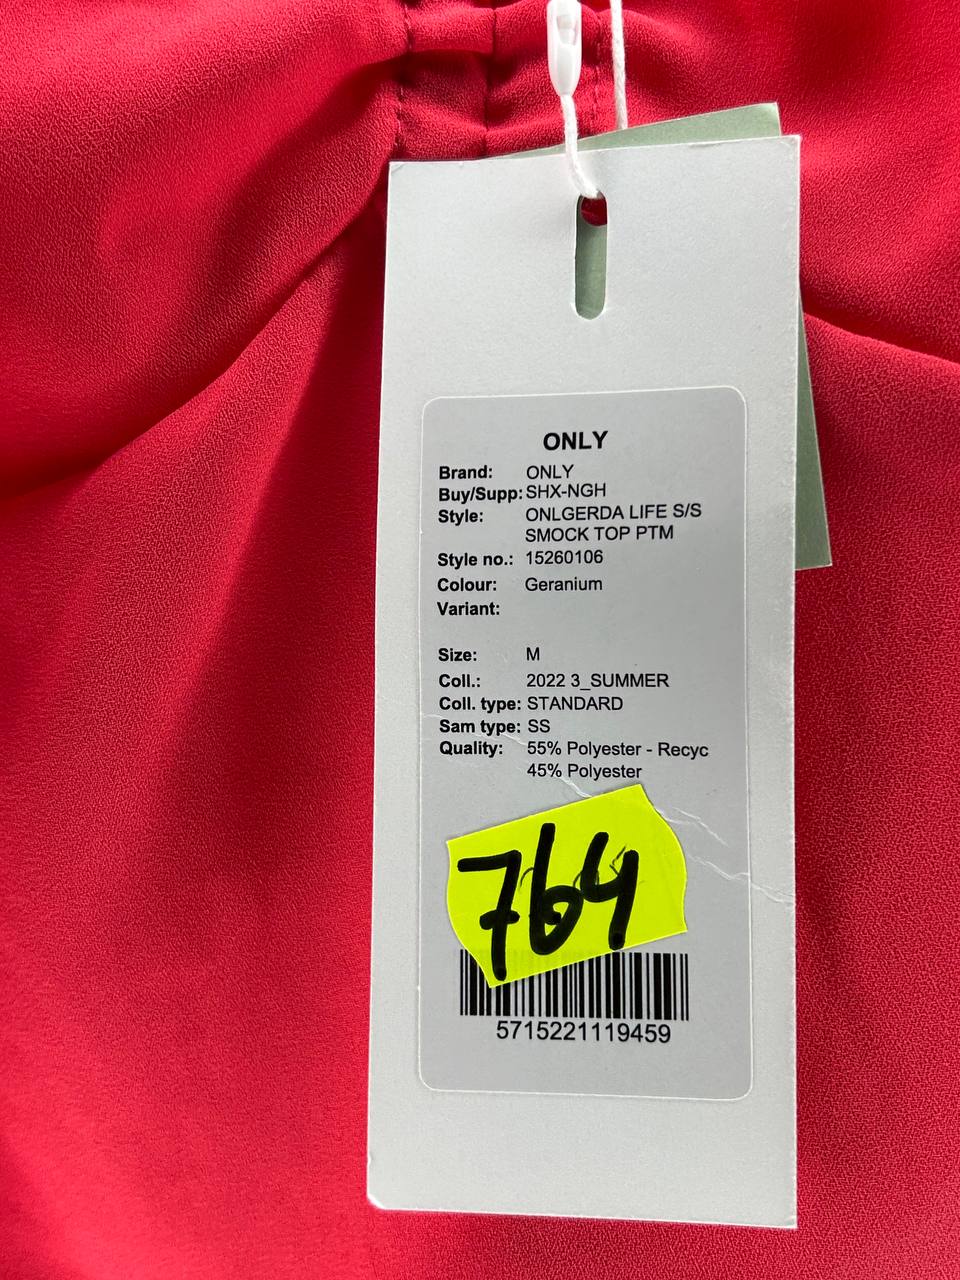 ONLY
Brand: ONLY
Buy/Supp: SHX-NGH
Style: ONLGERDA LIFE S/S
SMOCK TOP PTM
Style no.: 15260106
Colour: Geranium
Variant:
Size: M
Coll.: 2022 3_SUMMER
Coll. type: STANDARD
Sam type: SS
Quality: 55% Polyester - Recyc
45% Polyester
764
5715221119459